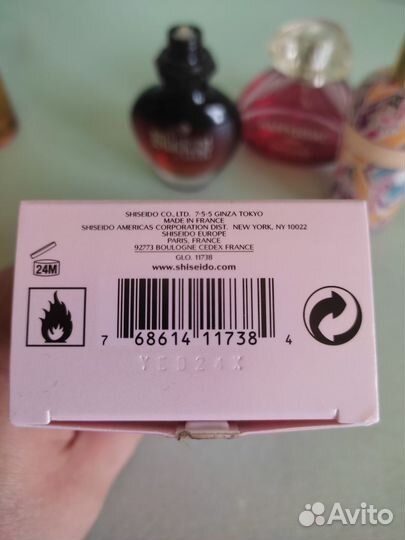 SHISEIDO CO., LTD. 7-5-5 GINZA TOKYO
MADE IN FRANCE
SHISEIDO AMERICAS CORPORATION DIST. NEW YORK, NY 10022
SHISEIDO EUROPE
PARIS, FRANCE
92773 BOULOGNE CEDEX FRANCE
GLO. 11738
www.shiseido.com
24M
7 68614 11738 4
Avito